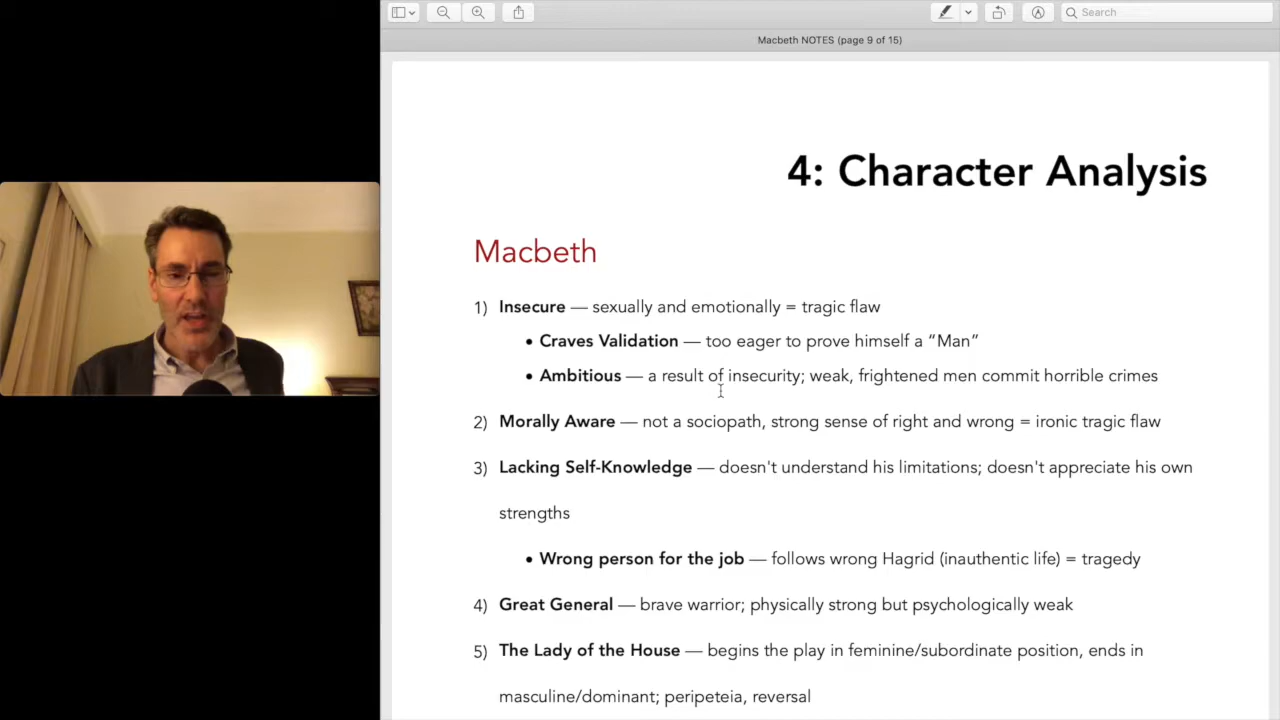 Search
Macbeth NOTES (page 9 of 15)
4: Character Analysis
Macbeth
1) Insecure — sexually and emotionally = tragic flaw
• Craves Validation — too eager to prove himself a “Man”
• Ambitious — a result of insecurity; weak, frightened men commit horrible crimes
2) Morally Aware — not a sociopath, strong sense of right and wrong = ironic tragic flaw
3) Lacking Self-Knowledge — doesn't understand his limitations; doesn't appreciate his own
strengths
• Wrong person for the job — follows wrong Hagrid (inauthentic life) = tragedy
4) Great General — brave warrior; physically strong but psychologically weak
5) The Lady of the House — begins the play in feminine/subordinate position, ends in
masculine/dominant; peripeteia, reversal